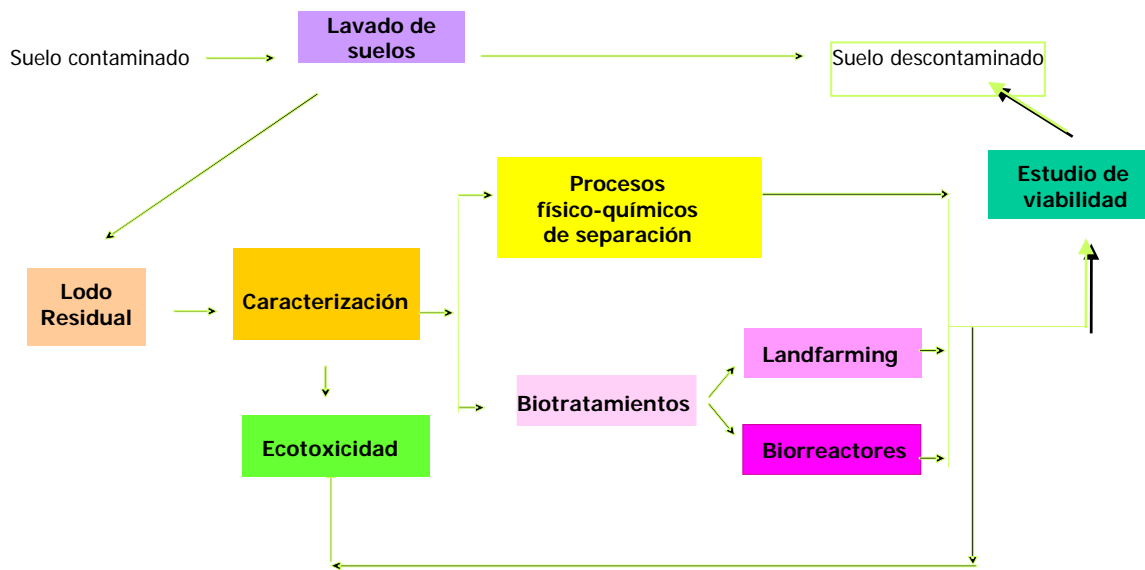 Suelo contaminado
Lavado de
suelos
Suelo descontaminado
Procesos
físico-químicos
de separación
Estudio de
viabilidad
Lodo
Residual
Caracterización
Landfarming
Biotratamientos
Ecotoxicidad
Biorreactores